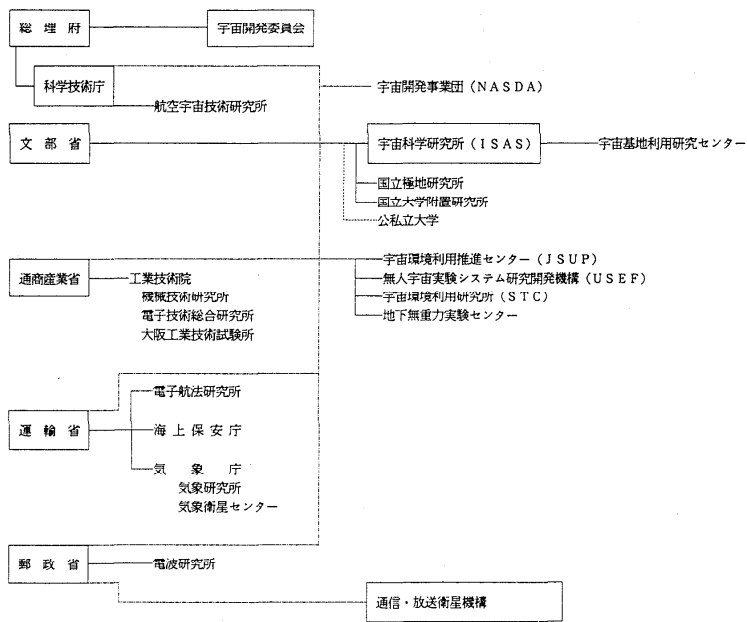 総理府
宇宙開発委員会
科学技術庁
宇宙開発事業団(NASDA)
航空宇宙技術研究所
文部省
宇宙科学研究所(ISAS)
宇宙基地利用研究センター
国立極地研究所
国立大学附置研究所
公私立大学
通商産業省
工業技術院
機械技術研究所
電子技術総合研究所
大阪工業技術試験所
宇宙環境利用推進センター(JSUP)
無人宇宙実験システム研究開発機構(USEF)
宇宙環境利用研究所(STC)
地下無重力実験センター
運輸省
電子航法研究所
海上保安庁
気象庁
気象研究所
気象衛星センター
郵政省
電波研究所
通信・放送衛星機構